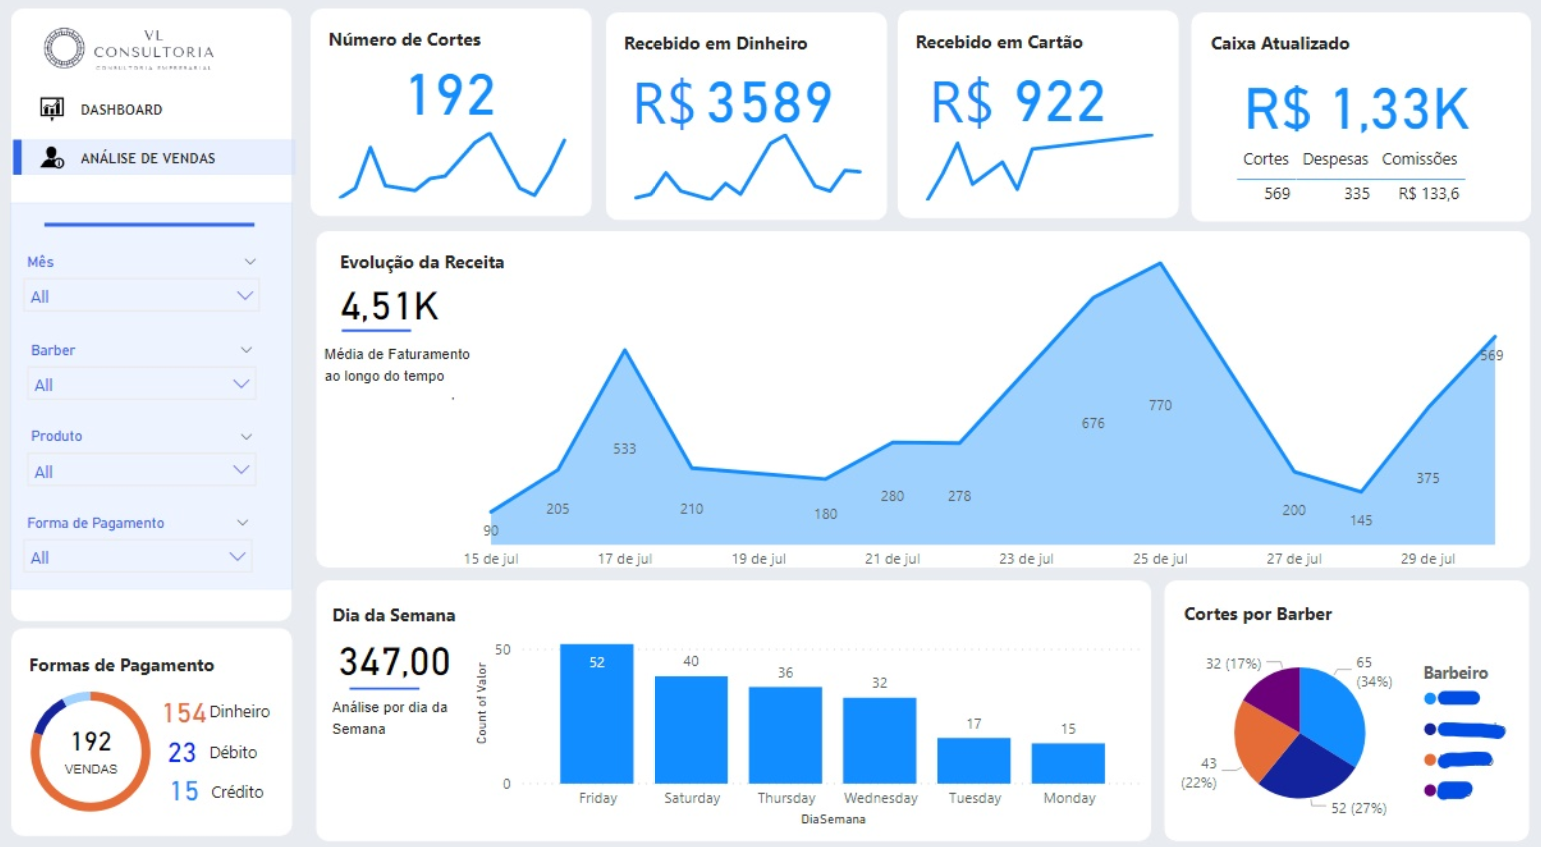 VL
CONSULTORIA
CONSULTORIA EMPRESARIAL
DASHBOARD
ANÁLISE DE VENDAS
Mês
All
Barber
All
Produto
All
Forma de Pagamento
All
Formas de Pagamento
192
VENDAS
154 Dinheiro
23 Débito
15 Crédito
Número de Cortes
192
Recebido em Dinheiro
R$ 3589
Recebido em Cartão
R$ 922
Caixa Atualizado
R$ 1,33K
Cortes Despesas Comissões
569 335 R$ 133,6
Evolução da Receita
4,51K
Média de Faturamento
ao longo do tempo
.
90
205
533
210
180
280
278
676
770
200
145
375
569
15 de jul
17 de jul
19 de jul
21 de jul
23 de jul
25 de jul
27 de jul
29 de jul
Dia da Semana
347,00
Análise por dia da
Semana
Count of Valor
50
0
52
40
36
32
17
15
Friday
Saturday
Thursday
Wednesday
Tuesday
Monday
DiaSemana
Cortes por Barber
32 (17%)
65
(34%)
43
(22%)
52 (27%)
Barbeiro